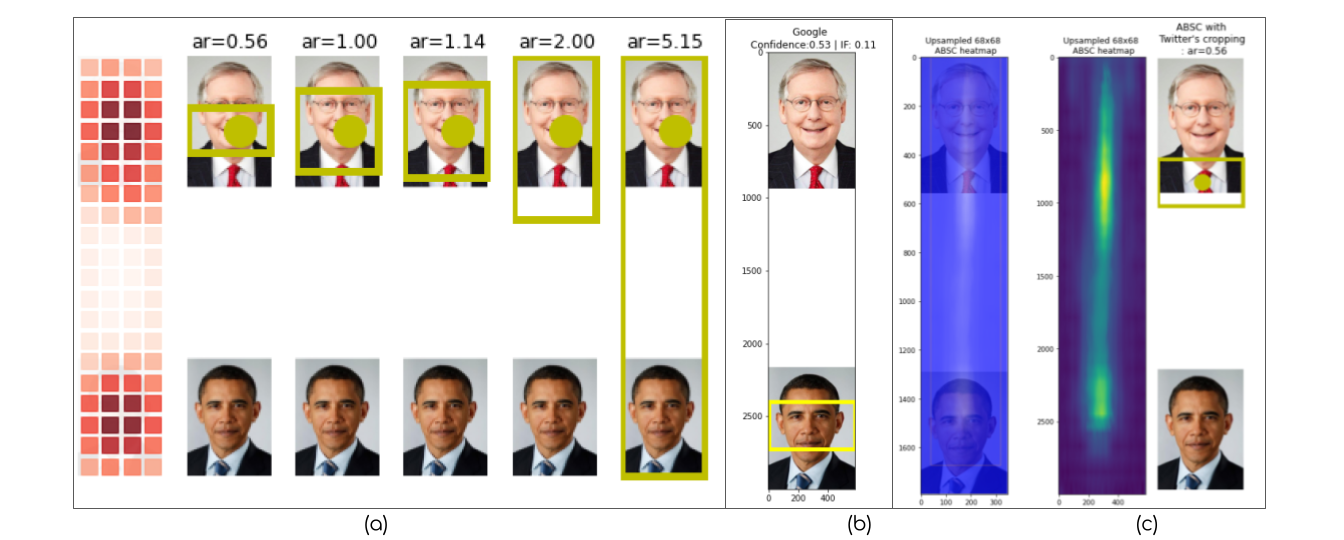 ar=0.56
ar=1.00
ar=1.14
ar=2.00
ar=5.15
(a)
Google
Confidence:0.53 | IF: 0.11
0
500
1000
1500
2000
2500
0 200 400
(b)
Upsampled 68x68
ABSC heatmap
0
200
400
600
800
1000
1200
1400
1600
0 100 200 300
Upsampled 68x68
ABSC heatmap
0
500
1000
1500
2000
2500
0 200 400
ABSC with
Twitter's cropping
: ar=0.56
(c)